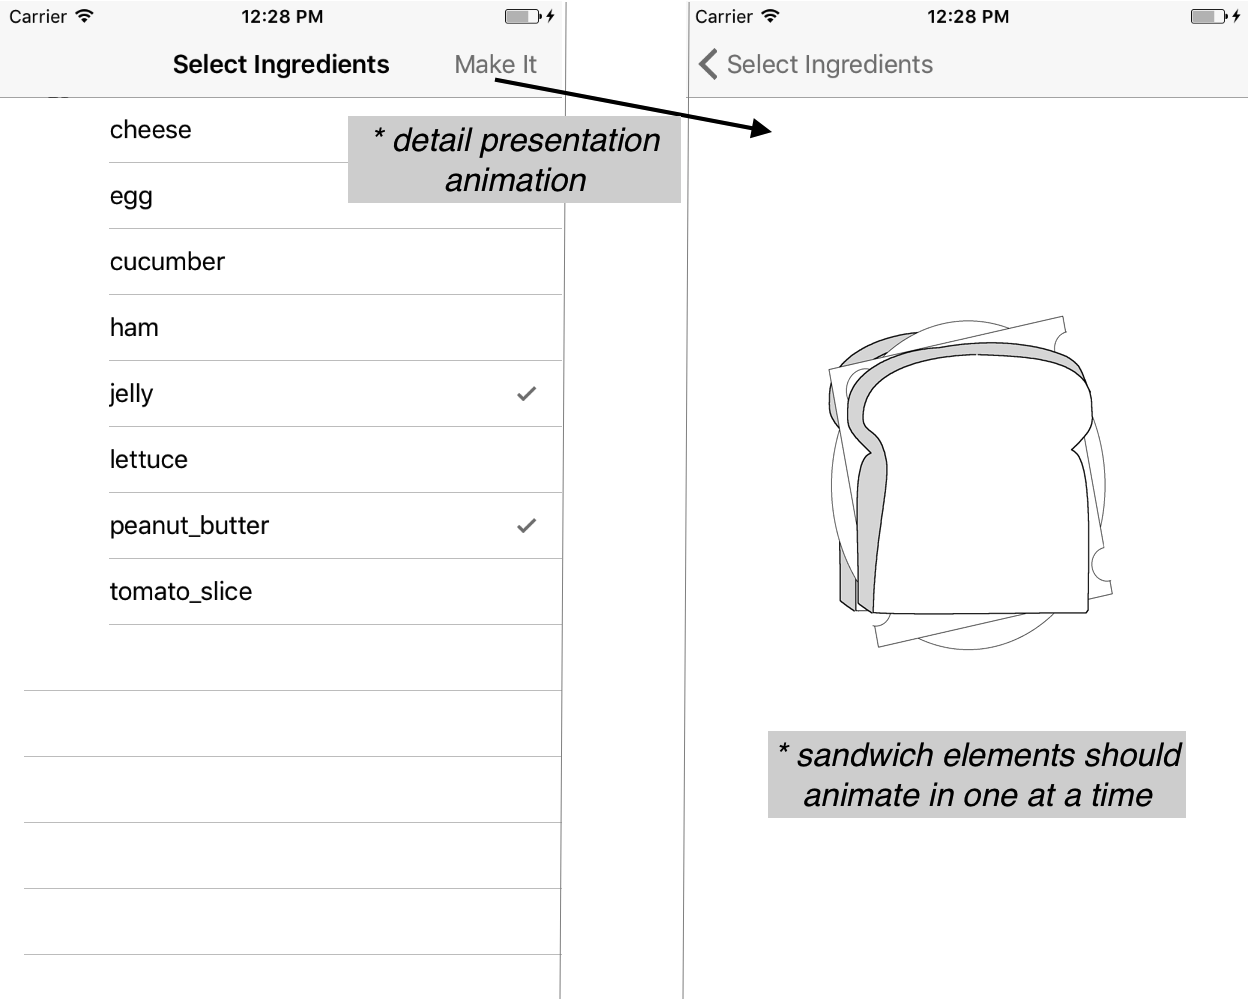 Carrier 12:28 PM
Select Ingredients Make It
cheese
egg
cucumber
ham
jelly
lettuce
peanut_butter
tomato_slice
* detail presentation
animation
Carrier 12:28 PM
Select Ingredients
* sandwich elements should
animate in one at a time